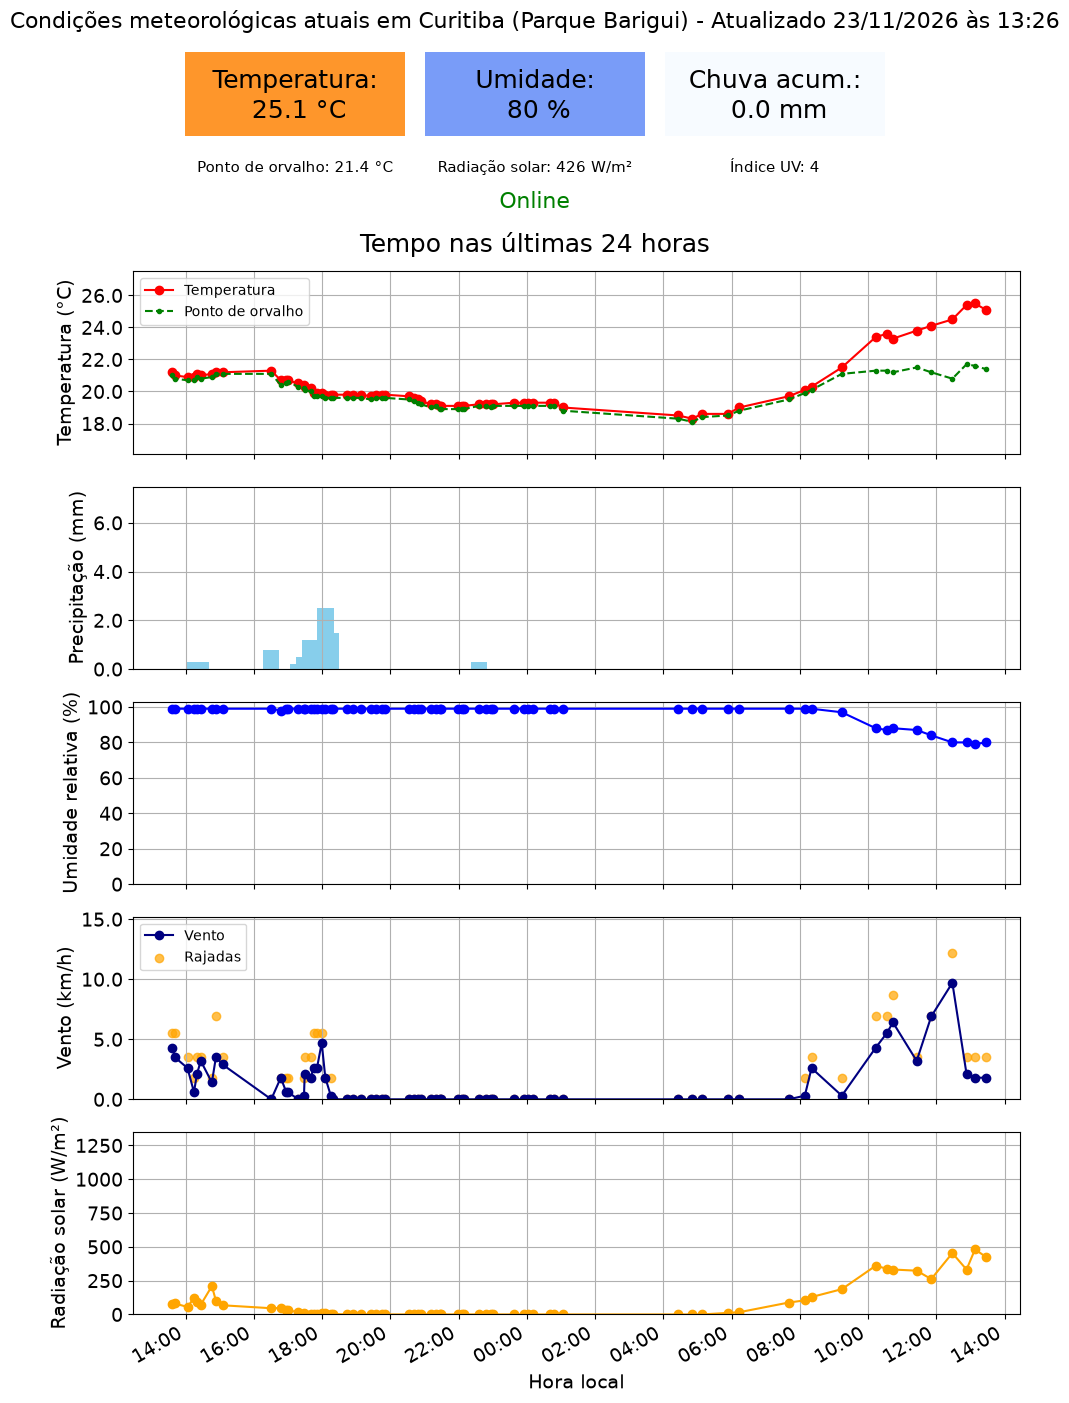 Condições meteorológicas atuais em Curitiba (Parque Barigui) - Atualizado 23/11/2026 às 13:26
Temperatura:
25.1 °C
Umidade:
80 %
Chuva acum.:
0.0 mm
Ponto de orvalho: 21.4 °C
Radiação solar: 426 W/m²
Índice UV: 4
Online
Tempo nas últimas 24 horas
Temperatura (°C)
26.0
24.0
22.0
20.0
18.0
Temperatura
Ponto de orvalho
Precipitação (mm)
6.0
4.0
2.0
0.0
Umidade relativa (%)
100
80
60
40
20
0
Vento (km/h)
15.0
10.0
5.0
0.0
Vento
Rajadas
Radiação solar (W/m²)
1250
1000
750
500
250
0
14:00
16:00
18:00
20:00
22:00
00:00
02:00
04:00
06:00
08:00
10:00
12:00
14:00
Hora local